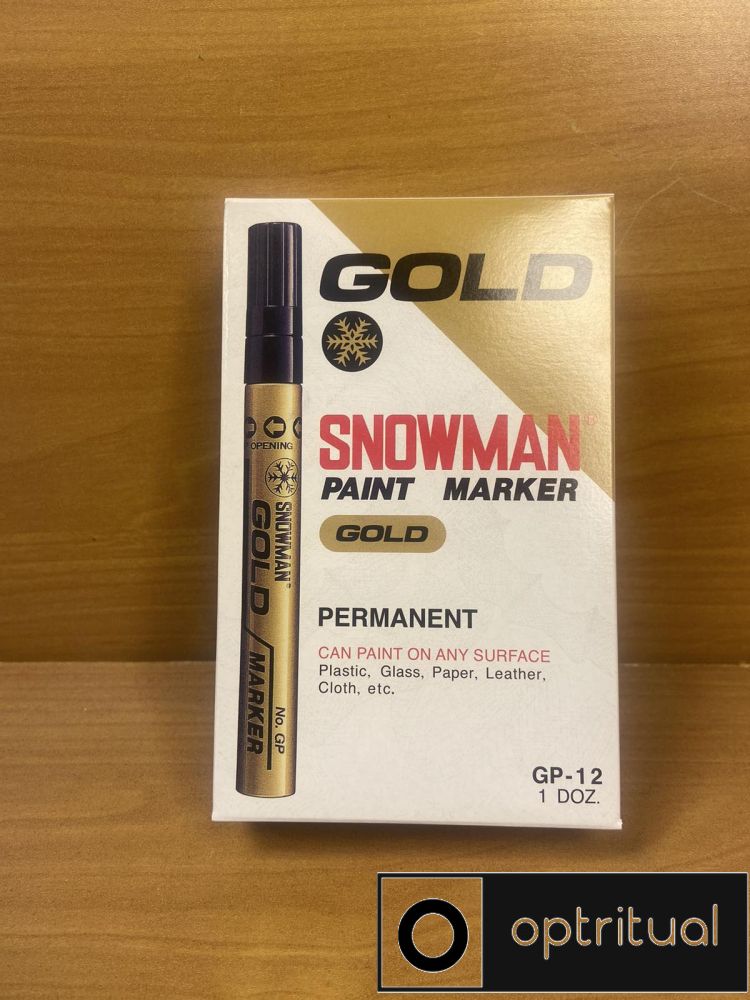 GOLD
SNOWMAN®
PAINT MARKER
GOLD
PERMANENT
CAN PAINT ON ANY SURFACE
Plastic, Glass, Paper, Leather,
Cloth, etc.
GP-12
1 DOZ.
OPENING
SNOWMAN®
GOLD MARKER
No. GP
optritual